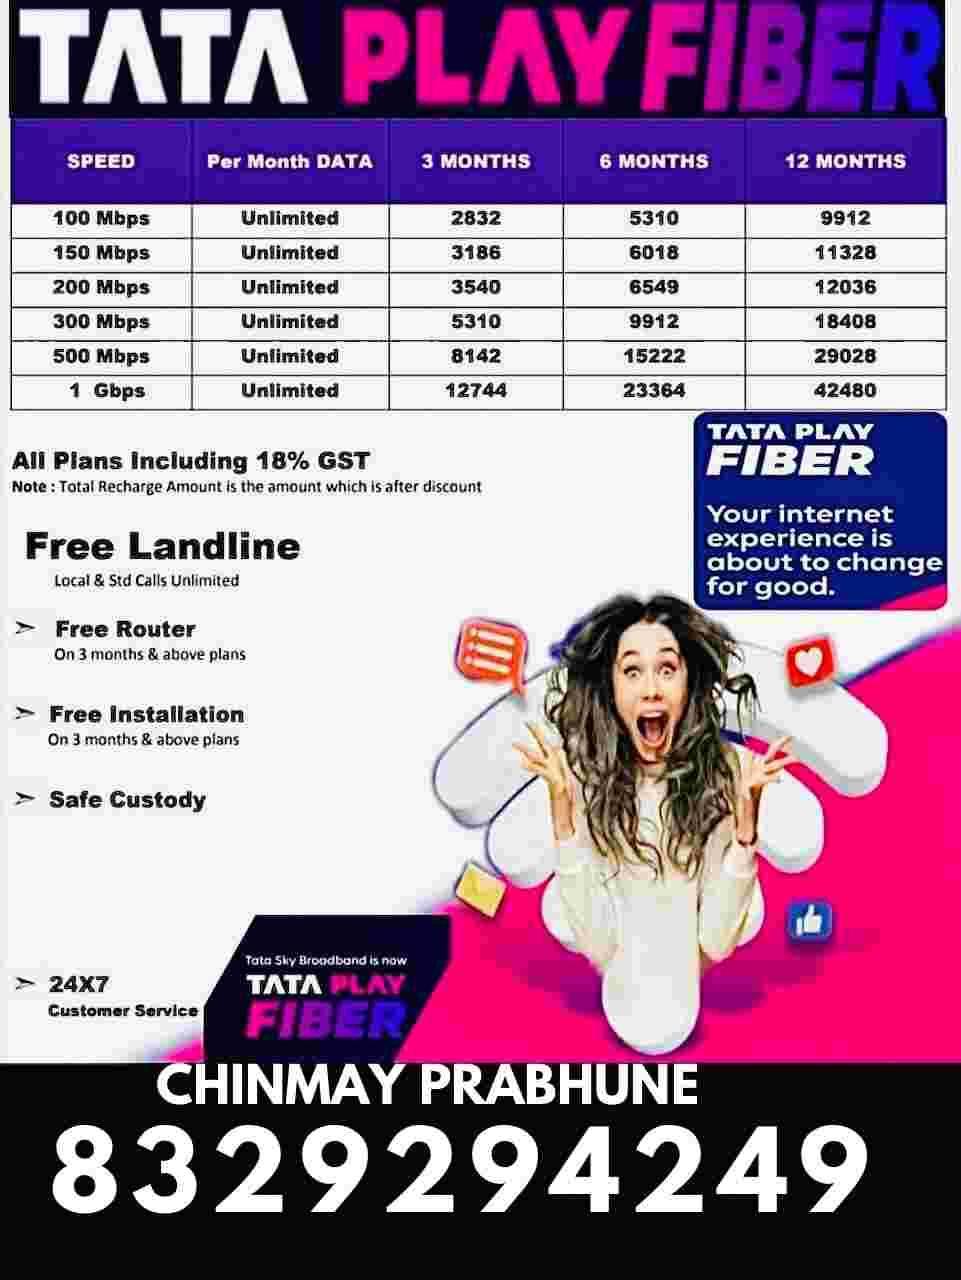 TATA PLAY FIBER
SPEED Per Month DATA 3 MONTHS 6 MONTHS 12 MONTHS
100 Mbps Unlimited 2832 5310 9912
150 Mbps Unlimited 3186 6018 11328
200 Mbps Unlimited 3540 6549 12036
300 Mbps Unlimited 5310 9912 18408
500 Mbps Unlimited 8142 15222 29028
1 Gbps Unlimited 12744 23364 42480
All Plans Including 18% GST
Note : Total Recharge Amount is the amount which is after discount
TATA PLAY
FIBER
Your internet
experience is
about to change
for good.
Free Landline
Local & Std Calls Unlimited
➢ Free Router
On 3 months & above plans
➢ Free Installation
On 3 months & above plans
➢ Safe Custody
➢ 24X7
Customer Service
Tata Sky Broadband is now
TATA PLAY
FIBER
CHINMAY PRABHUNE
8329294249